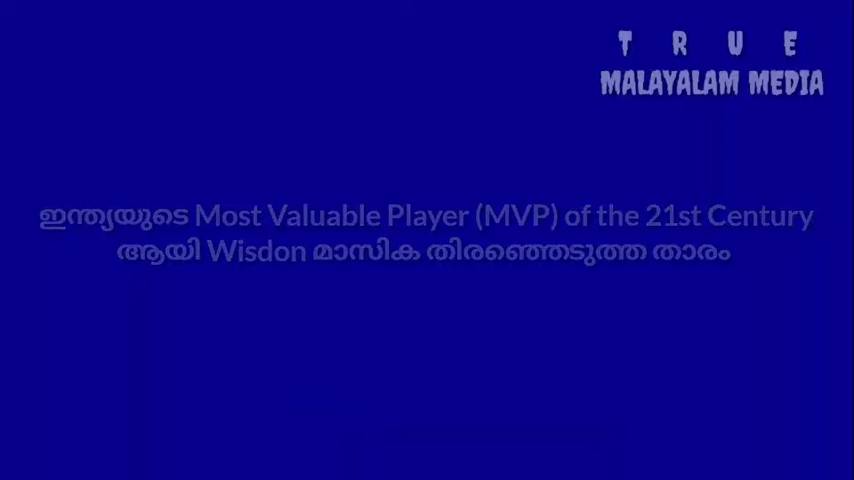 T R U E
MALAYALAM MEDIA
ഇന്ത്യയുടെ Most Valuable Player (MVP) of the 21st Century
ആയി Wisdon മാസിക തിരഞ്ഞെടുത്ത താരം